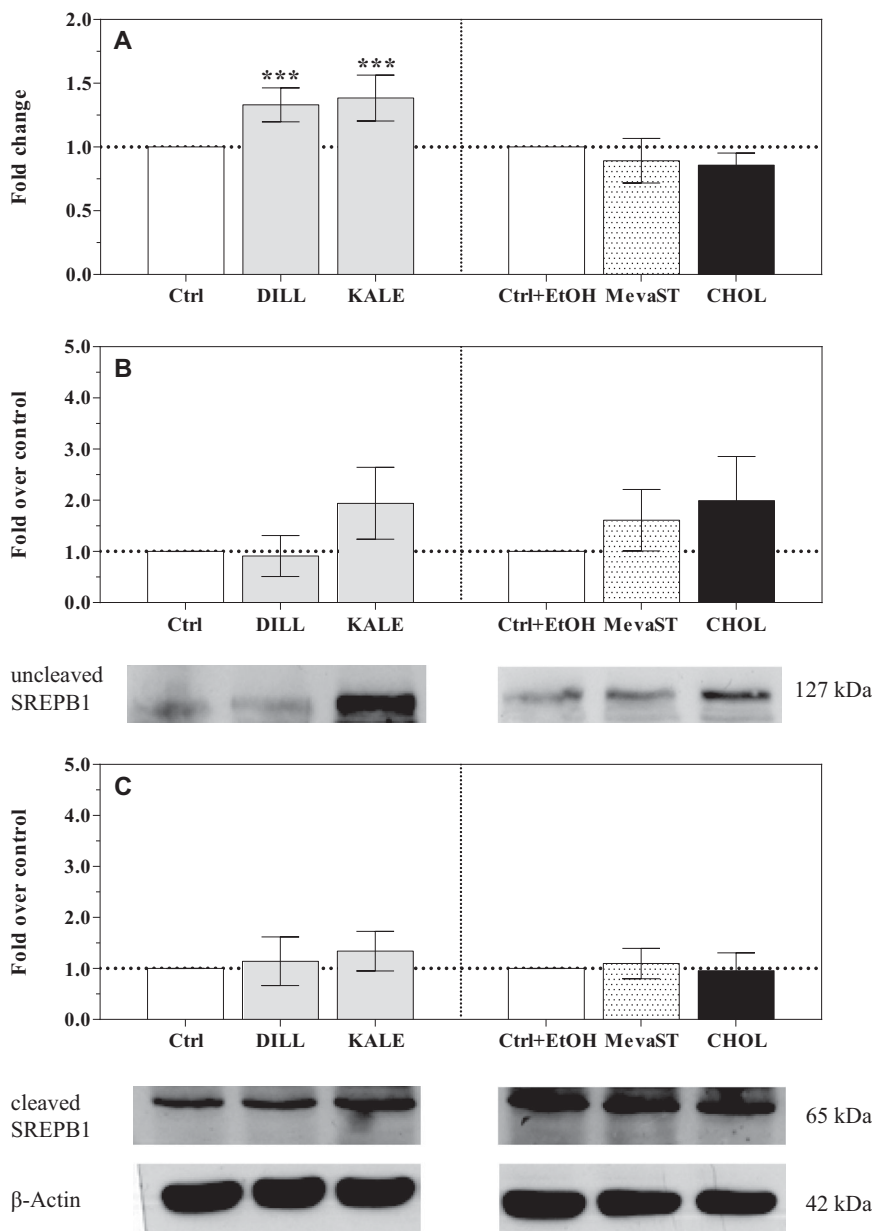 A
Fold change
2.0
1.5
1.0
0.5
0.0
*** ***
Ctrl DILL KALE Ctrl+EtOH MevaST CHOL
B
Fold over control
5.0
4.0
3.0
2.0
1.0
0.0
Ctrl DILL KALE Ctrl+EtOH MevaST CHOL
uncleaved
SREPB1
127 kDa
C
Fold over control
5.0
4.0
3.0
2.0
1.0
0.0
Ctrl DILL KALE Ctrl+EtOH MevaST CHOL
cleaved
SREPB1
65 kDa
β-Actin
42 kDa